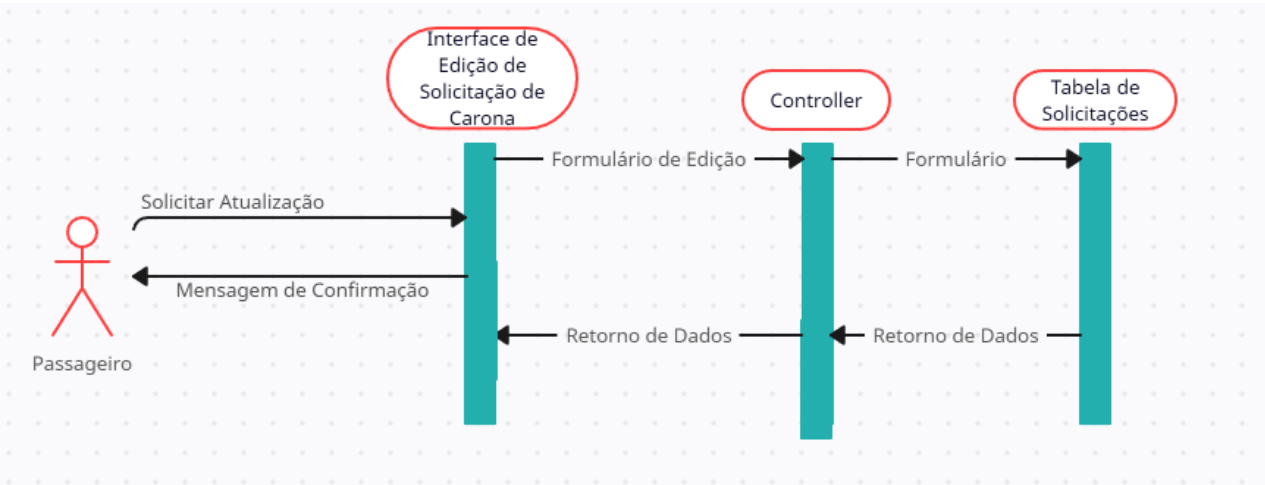 Interface de
Edição de
Solicitação de
Carona
Controller
Tabela de
Solicitações
Formulário de Edição
Formulário
Solicitar Atualização
Mensagem de Confirmação
Retorno de Dados
Retorno de Dados
Passageiro